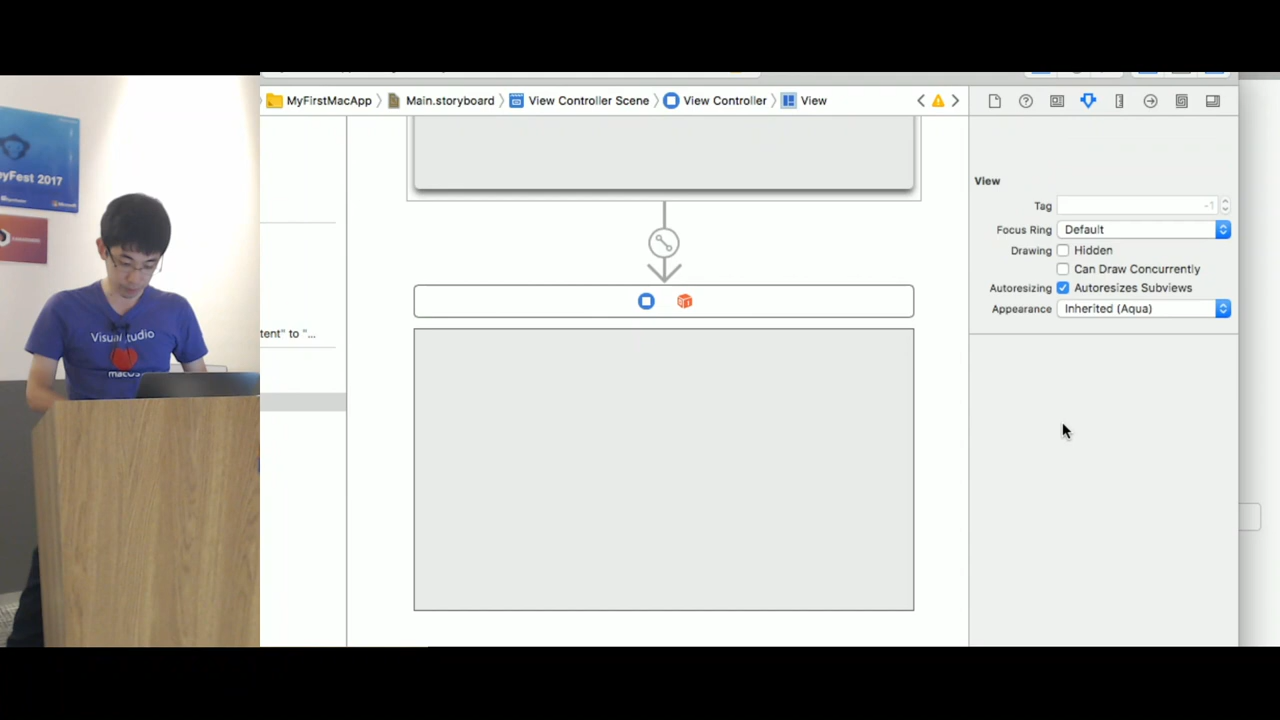 yFest 2017
Visual Studio
macOS
MyFirstMacApp
Main.storyboard
View Controller Scene
View Controller
View
tent" to "...
View
Tag
-1
Focus Ring
Default
Drawing
Hidden
Can Draw Concurrently
Autoresizing
Autoresizes Subviews
Appearance
Inherited (Aqua)